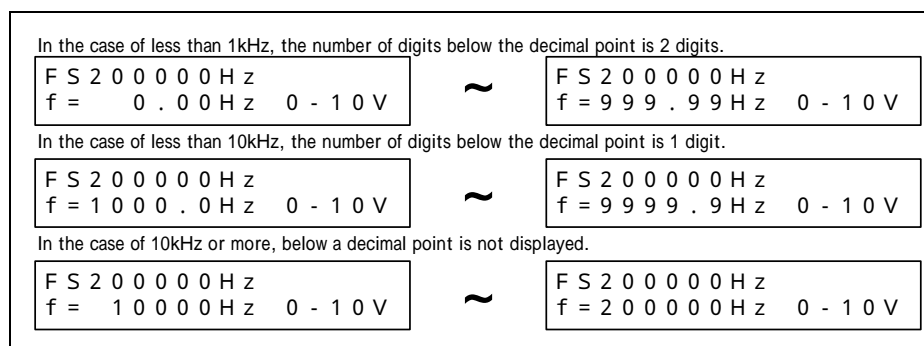 In the case of less than 1kHz, the number of digits below the decimal point is 2 digits.
FS200000Hz ~ FS200000Hz
f=  0.00Hz 0-10V f=999.99Hz 0-10V
In the case of less than 10kHz, the number of digits below the decimal point is 1 digit.
FS200000Hz ~ FS200000Hz
f=1000.0Hz 0-10V f=9999.9Hz 0-10V
In the case of 10kHz or more, below a decimal point is not displayed.
FS200000Hz ~ FS200000Hz
f= 10000Hz 0-10V f=200000Hz 0-10V